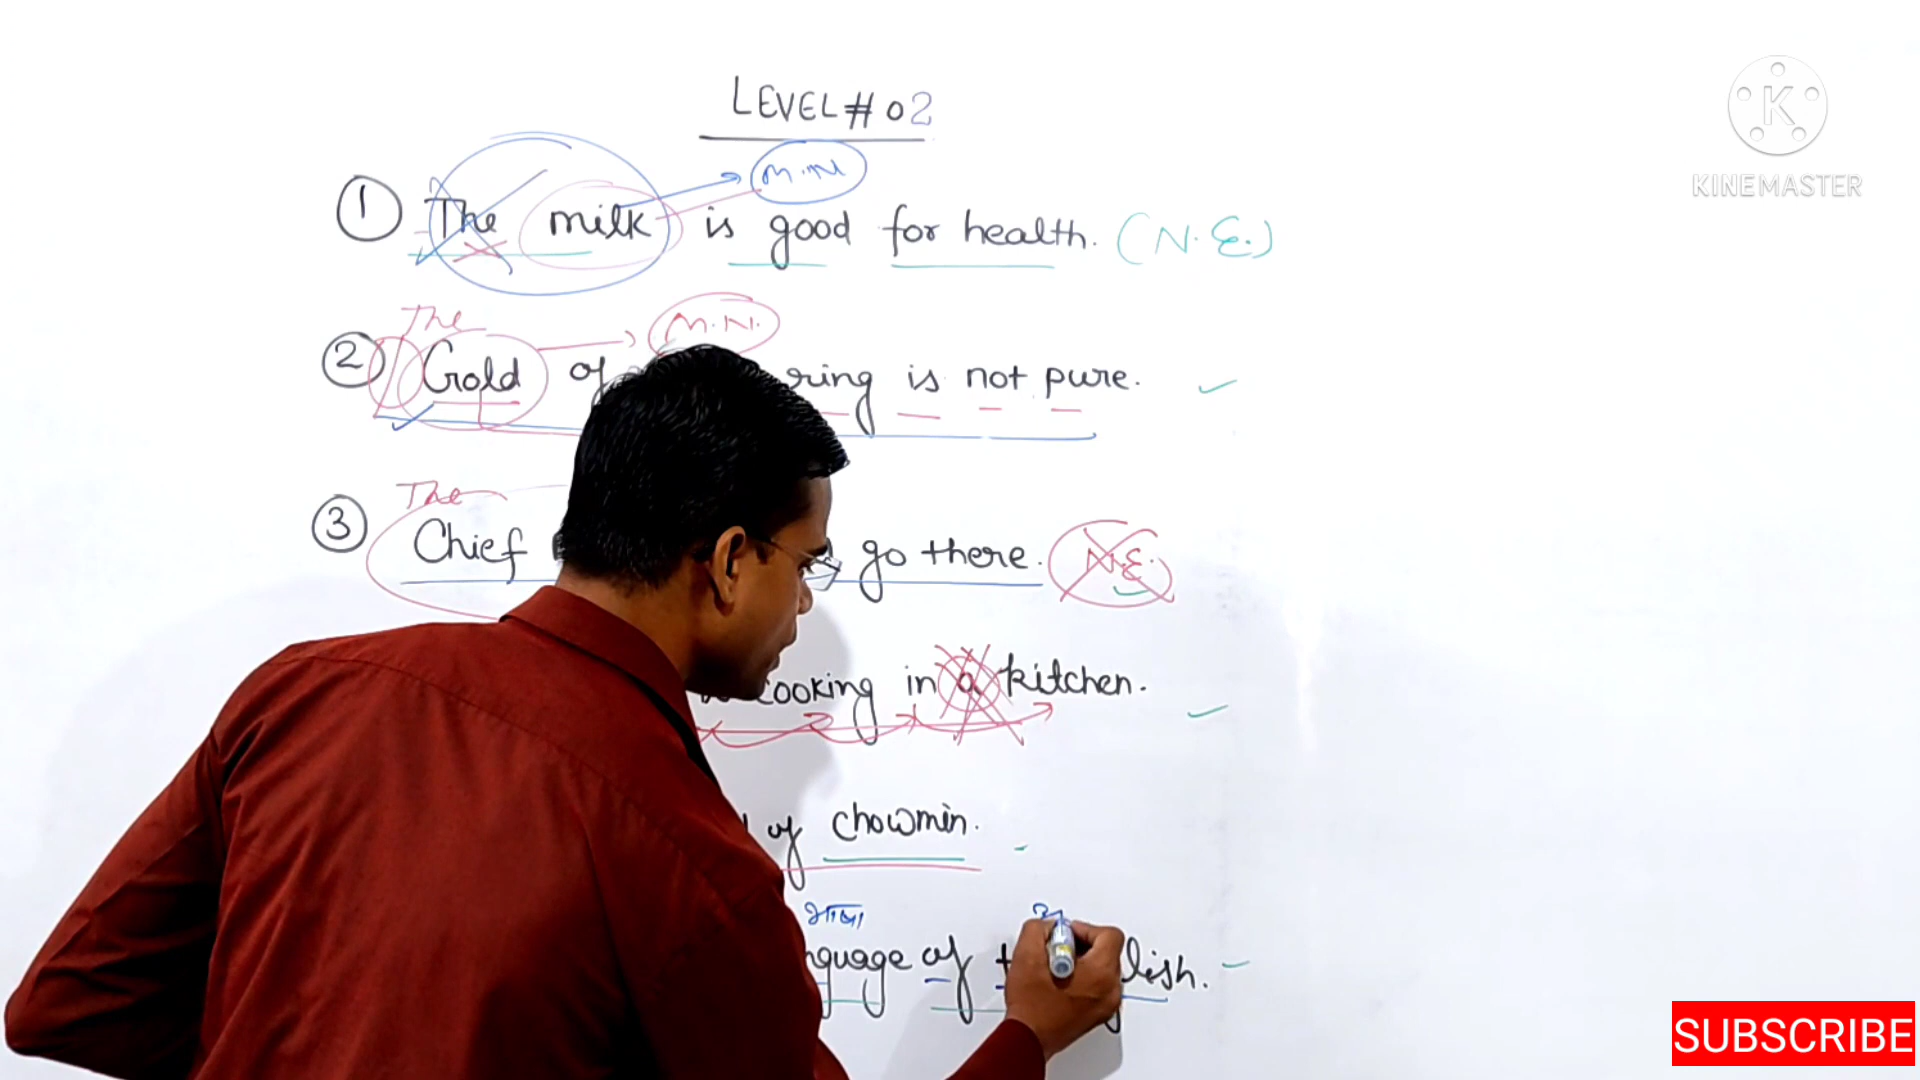 LEVEL # 02
M.N
① The milk is good for health. (N.E.)
The M.N.
② Gold of ring is not pure.
The
③ Chief go there. N.E.
cooking in a kitchen.
of chowmin.
भाषा
nguage of lish.
KINEMASTER
SUBSCRIBE